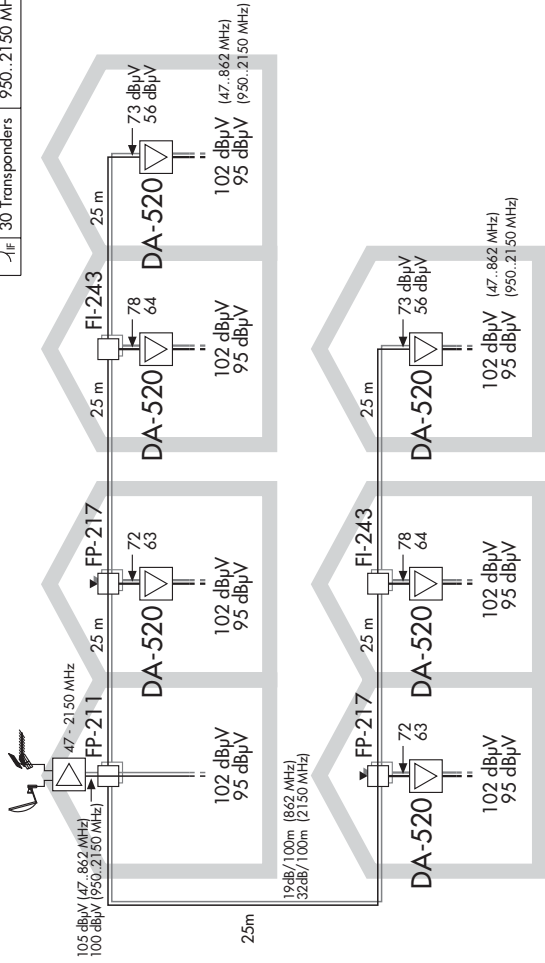 IF 30 Transponders 950..2150 MH
47 - 2150 MHz
105 dBµV (47..862 MHz)
100 dBµV (950..2150 MHz)
FP-211
102 dBµV
95 dBµV
25 m
FP-217
72
63
DA-520
102 dBµV
95 dBµV
25 m
FI-243
78
64
DA-520
102 dBµV
95 dBµV
25 m
73 dBµV
56 dBµV
DA-520
102 dBµV (47..862 MHz)
95 dBµV (950..2150 MHz)
25m
19dB/100m (862 MHz)
32dB/100m (2150 MHz)
FP-217
72
63
DA-520
102 dBµV
95 dBµV
25 m
FI-243
78
64
DA-520
102 dBµV
95 dBµV
25 m
73 dBµV
56 dBµV
DA-520
102 dBµV (47..862 MHz)
95 dBµV (950..2150 MHz)